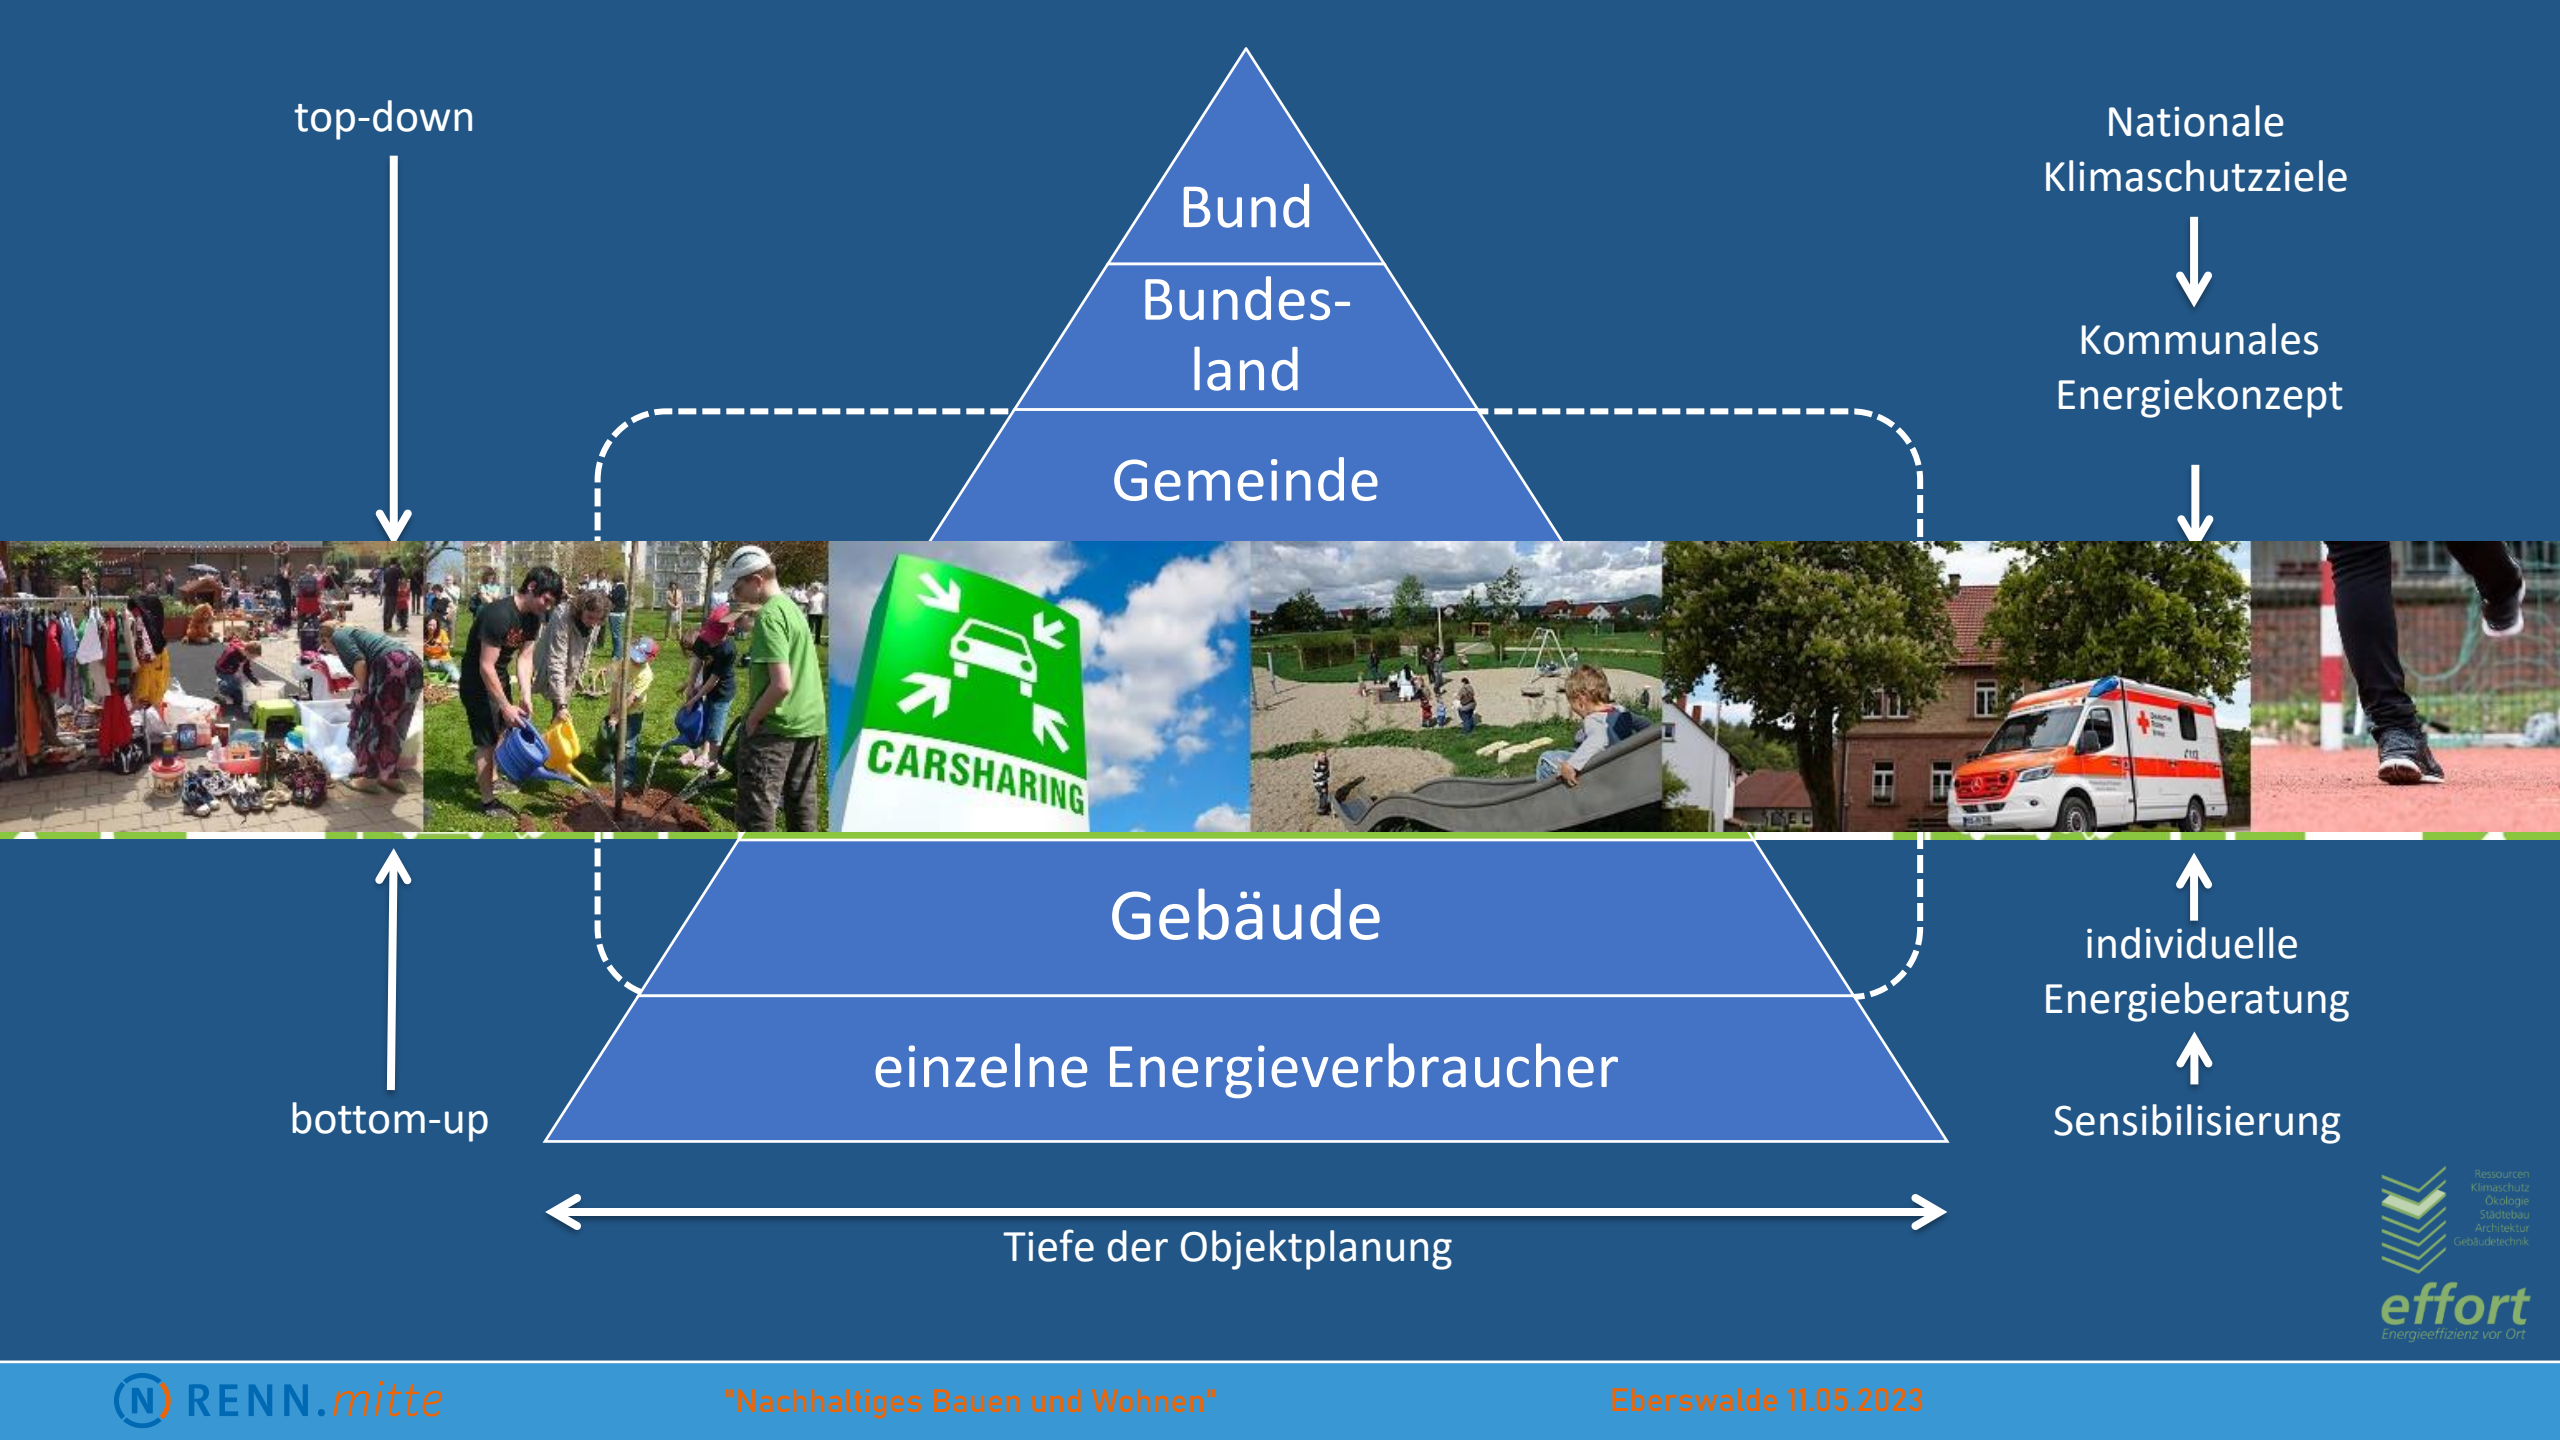 top-down
Nationale
Klimaschutzziele
Bund
Bundes-
land
Kommunales
Energiekonzept
Gemeinde
CARSHARING
Gebäude
individuelle
Energieberatung
einzelne Energieverbraucher
bottom-up
Sensibilisierung
Tiefe der Objektplanung
Ressourcen
Klimaschutz
Ökologie
Städtebau
Architektur
Gebäudetechnik
effort
Energieeffizienz vor Ort
N RENN.mitte
"Nachhaltiges Bauen und Wohnen"
Eberswalde 11.05.2023